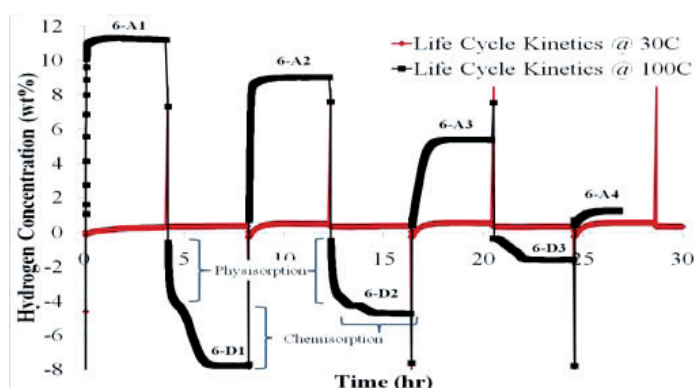 Hydrogen Concentration (wt%)
12
10
8
6
4
2
0
-2
-4
-6
-8
6-A1
6-A2
Life Cycle Kinetics @ 30C
Life Cycle Kinetics @ 100C
6-A3
6-A4
0
5
10
15
20
25
30
Physisorption
6-D3
6-D2
6-D1
Chemisorption
Time (hr)